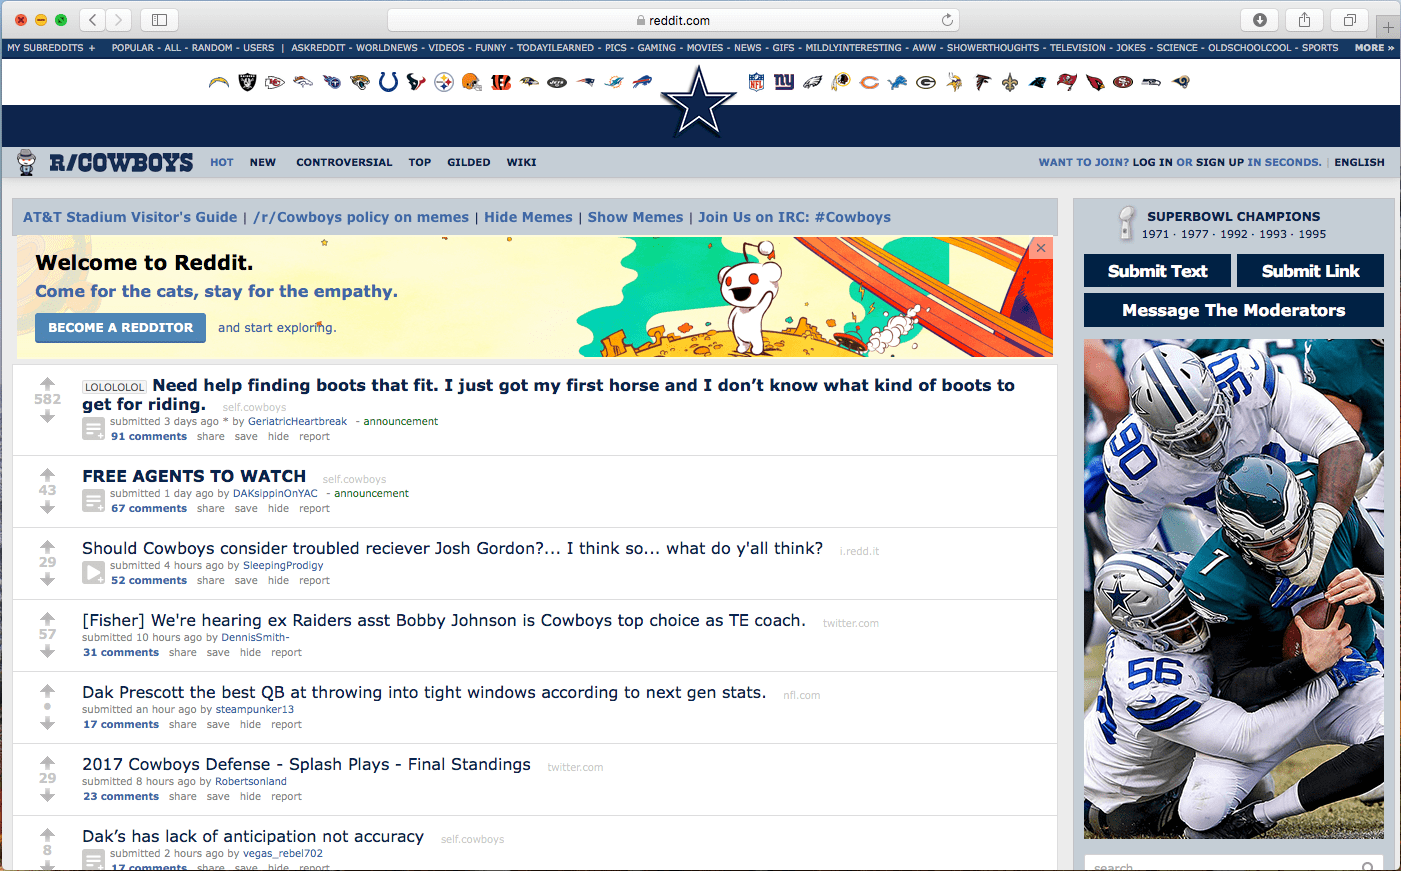 reddit.com
MY SUBREDDITS + POPULAR - ALL - RANDOM - USERS | ASKREDDIT - WORLDNEWS - VIDEOS - FUNNY - TODAYILEARNED - PICS - GAMING - MOVIES - NEWS - GIFS - MILDLYINTERESTING - AWW - SHOWERTHOUGHTS - TELEVISION - JOKES - SCIENCE - OLDSCHOOLCOOL - SPORTS MORE »
R/COWBOYS HOT NEW CONTROVERSIAL TOP GILDED WIKI WANT TO JOIN? LOG IN OR SIGN UP IN SECONDS. | ENGLISH
AT&T Stadium Visitor's Guide | /r/Cowboys policy on memes | Hide Memes | Show Memes | Join Us on IRC: #Cowboys
Welcome to Reddit.
Come for the cats, stay for the empathy.
BECOME A REDDITOR and start exploring.
582
LOLOLOLOL Need help finding boots that fit. I just got my first horse and I don’t know what kind of boots to
get for riding. self.cowboys
submitted 3 days ago * by GeriatricHeartbreak - announcement
91 comments share save hide report
43
FREE AGENTS TO WATCH self.cowboys
submitted 1 day ago by DAKsippinOnYAC - announcement
67 comments share save hide report
29
Should Cowboys consider troubled reciever Josh Gordon?... I think so... what do y'all think? i.redd.it
submitted 4 hours ago by SleepingProdigy
52 comments share save hide report
57
[Fisher] We're hearing ex Raiders asst Bobby Johnson is Cowboys top choice as TE coach. twitter.com
submitted 10 hours ago by DennisSmith-
31 comments share save hide report
•
Dak Prescott the best QB at throwing into tight windows according to next gen stats. nfl.com
submitted an hour ago by steampunker13
17 comments share save hide report
29
2017 Cowboys Defense - Splash Plays - Final Standings twitter.com
submitted 8 hours ago by Robertsonland
23 comments share save hide report
8
Dak’s has lack of anticipation not accuracy self.cowboys
submitted 2 hours ago by vegas_rebel702
17 comments share save hide report
SUPERBOWL CHAMPIONS
1971 · 1977 · 1992 · 1993 · 1995
Submit Text Submit Link
Message The Moderators
90
90
7
56
search